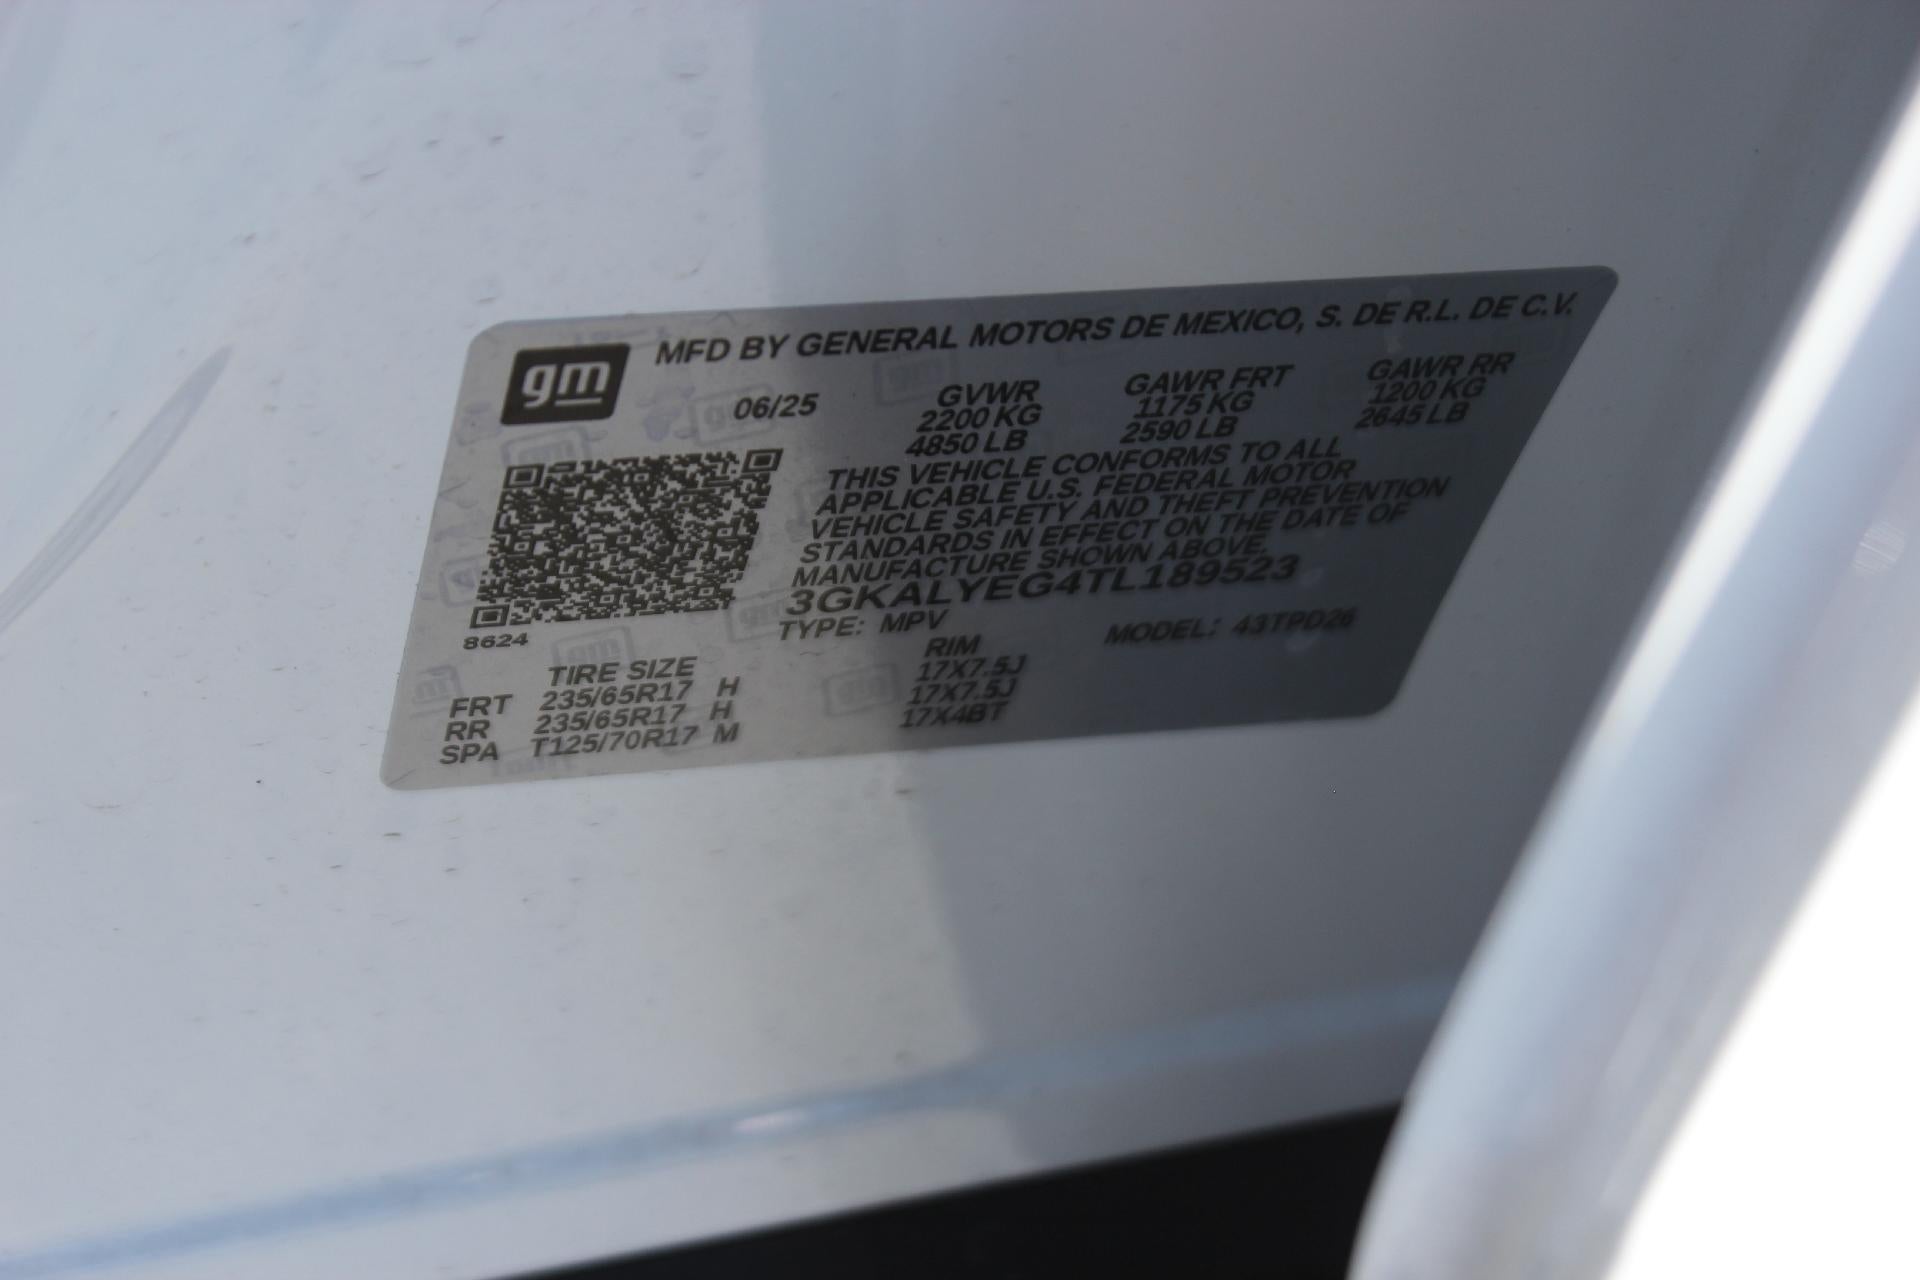 gm MFD BY GENERAL MOTORS DE MEXICO, S. DE R.L. DE C.V.
06/25 GVWR GAWR FRT GAWR RR
2200 KG 1175 KG 1200 KG
4850 LB 2590 LB 2645 LB
THIS VEHICLE CONFORMS TO ALL
APPLICABLE U.S. FEDERAL MOTOR
VEHICLE SAFETY AND THEFT PREVENTION
STANDARDS IN EFFECT ON THE DATE OF
MANUFACTURE SHOWN ABOVE.
3GKALYEG4TL189523
8624 TYPE: MPV MODEL: 43TPD26
TIRE SIZE RIM
FRT 235/65R17 H 17X7.5J
RR 235/65R17 H 17X7.5J
SPA T125/70R17 M 17X4BT